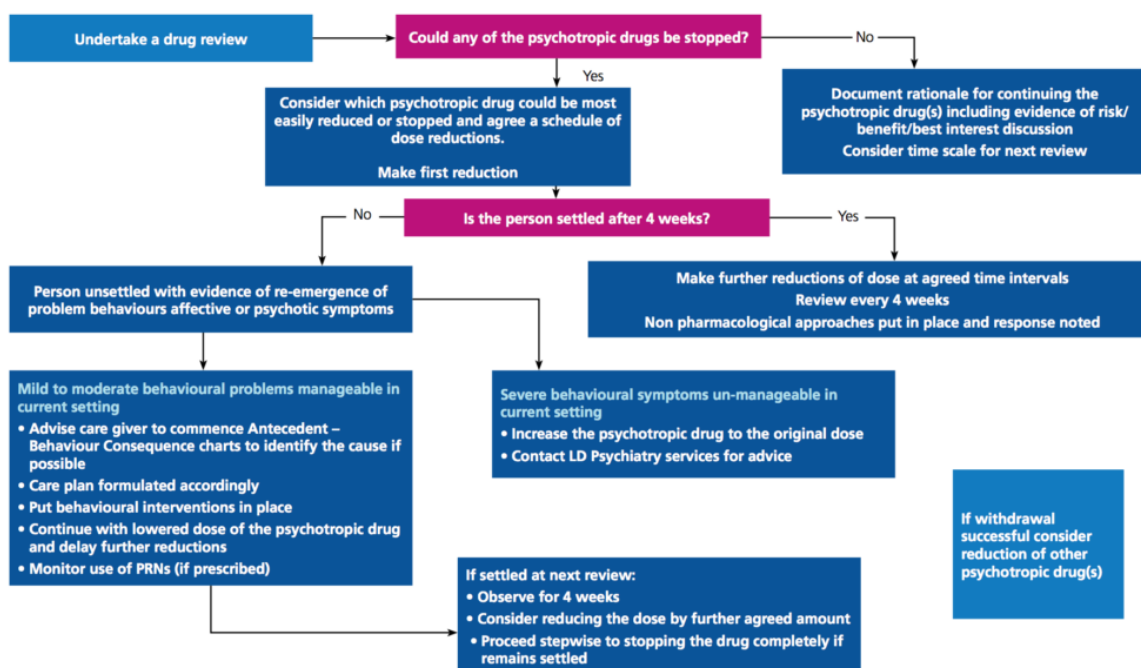 Undertake a drug review
Could any of the psychotropic drugs be stopped?
No
Yes
Document rationale for continuing the
psychotropic drug(s) including evidence of risk/
benefit/best interest discussion
Consider time scale for next review
Consider which psychotropic drug could be most
easily reduced or stopped and agree a schedule of
dose reductions.
Make first reduction
Is the person settled after 4 weeks?
No
Yes
Person unsettled with evidence of re-emergence of
problem behaviours affective or psychotic symptoms
Make further reductions of dose at agreed time intervals
Review every 4 weeks
Non pharmacological approaches put in place and response noted
Mild to moderate behavioural problems manageable in
current setting
• Advise care giver to commence Antecedent –
Behaviour Consequence charts to identify the cause if
possible
• Care plan formulated accordingly
• Put behavioural interventions in place
• Continue with lowered dose of the psychotropic drug
and delay further reductions
• Monitor use of PRNs (if prescribed)
Severe behavioural symptoms un-manageable in
current setting
• Increase the psychotropic drug to the original dose
• Contact LD Psychiatry services for advice
If withdrawal
successful consider
reduction of other
psychotropic drug(s)
If settled at next review:
• Observe for 4 weeks
• Consider reducing the dose by further agreed amount
• Proceed stepwise to stopping the drug completely if
remains settled